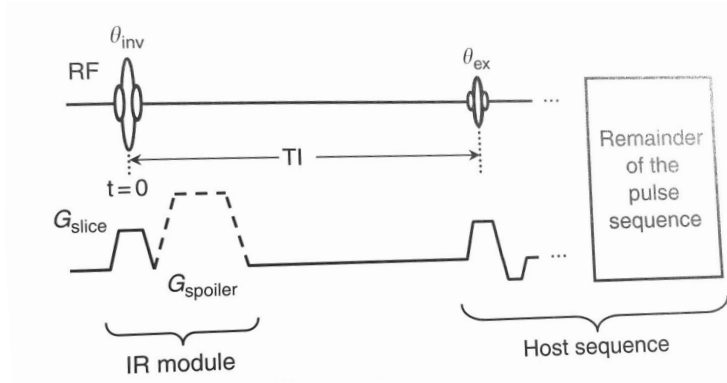 θinv
RF
θex
...
Remainder
of the
pulse
sequence
TI
t=0
Gslice
Gspoiler
...
IR module
Host sequence